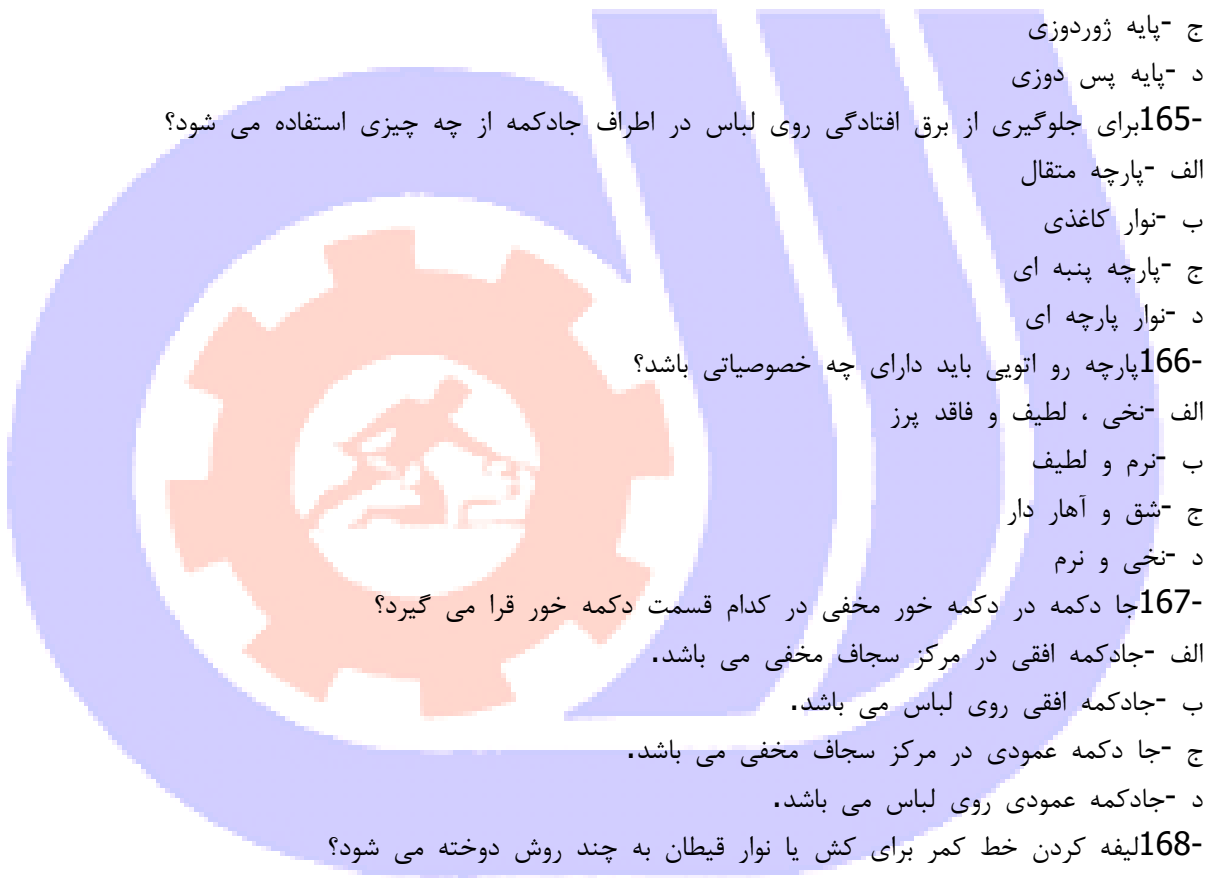 ج -پایه ژوردوزی
د -پایه پس دوزی
-165برای جلوگیری از برق افتادگی روی لباس در اطراف جادکمه از چه چیزی استفاده می شود؟
الف -پارچه متقال
ب -نوار کاغذی
ج -پارچه پنبه ای
د -نوار پارچه ای
-166پارچه رو اتویی باید دارای چه خصوصیاتی باشد؟
الف -نخی ، لطیف و فاقد پرز
ب -نرم و لطیف
ج -شق و آهار دار
د -نخی و نرم
-167جا دکمه در دکمه خور مخفی در کدام قسمت دکمه خور قرا می گیرد؟
الف -جادکمه افقی در مرکز سجاف مخفی می باشد.
ب -جادکمه افقی روی لباس می باشد.
ج -جا دکمه عمودی در مرکز سجاف مخفی می باشد.
د -جادکمه عمودی روی لباس می باشد.
-168لیفه کردن خط کمر برای کش یا نوار قیطان به چند روش دوخته می شود؟